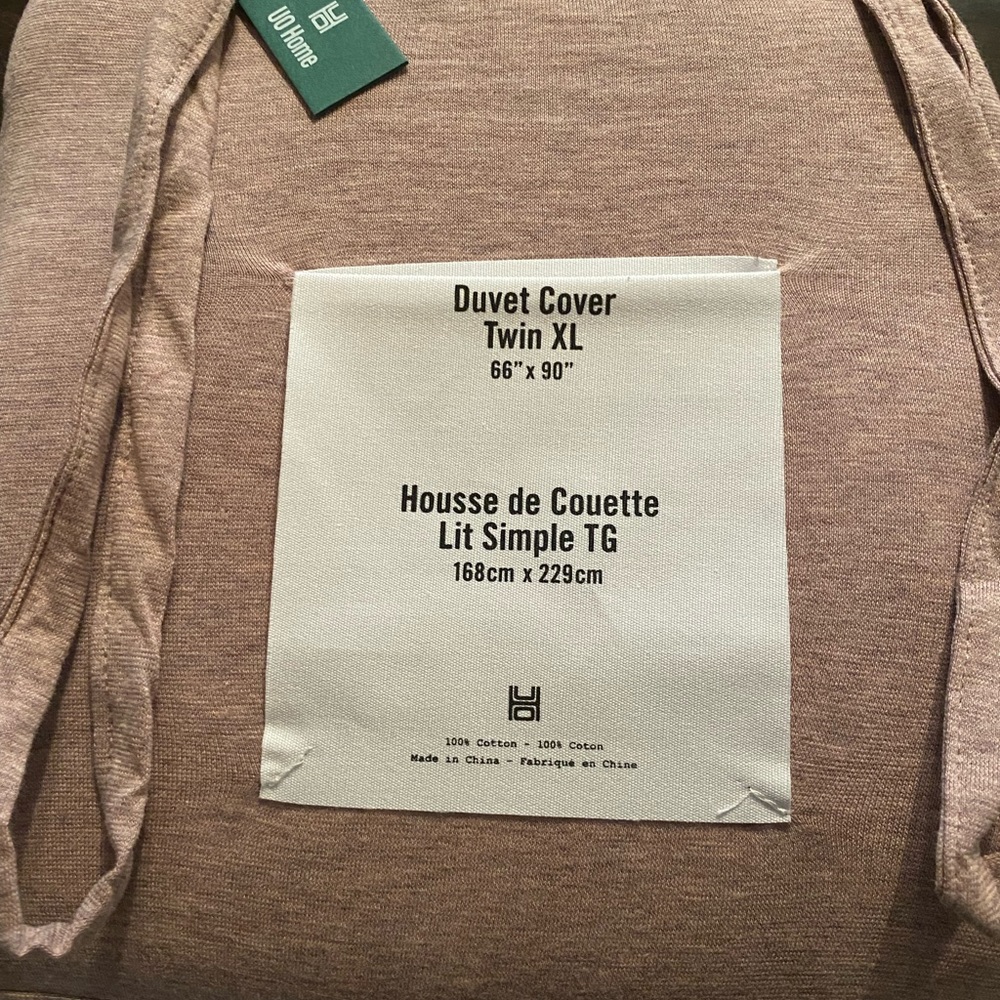 UO Home
Duvet Cover
Twin XL
66” x 90”
Housse de Couette
Lit Simple TG
168cm x 229cm
UO
100% Cotton - 100% Coton
Made in China - Fabriqué en Chine